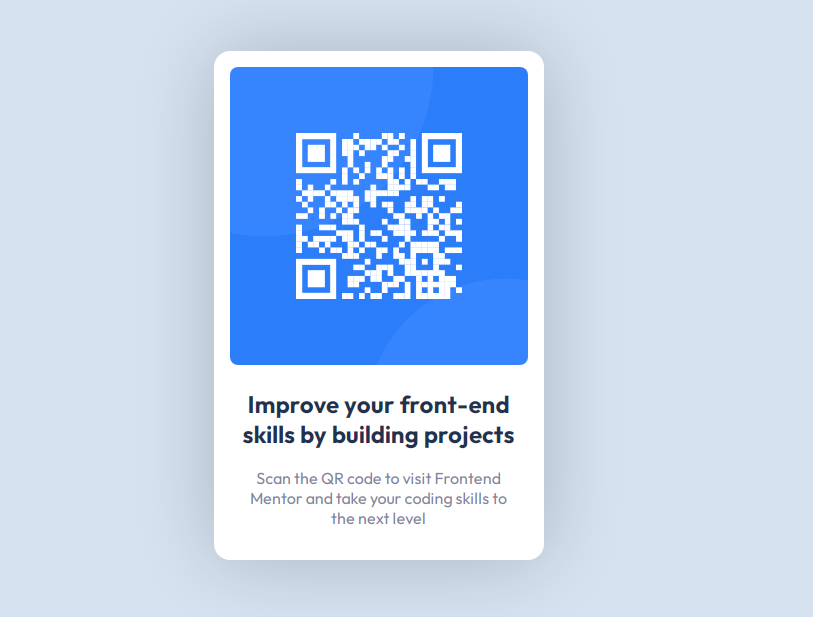 Improve your front-end
skills by building projects
Scan the QR code to visit Frontend
Mentor and take your coding skills to
the next level